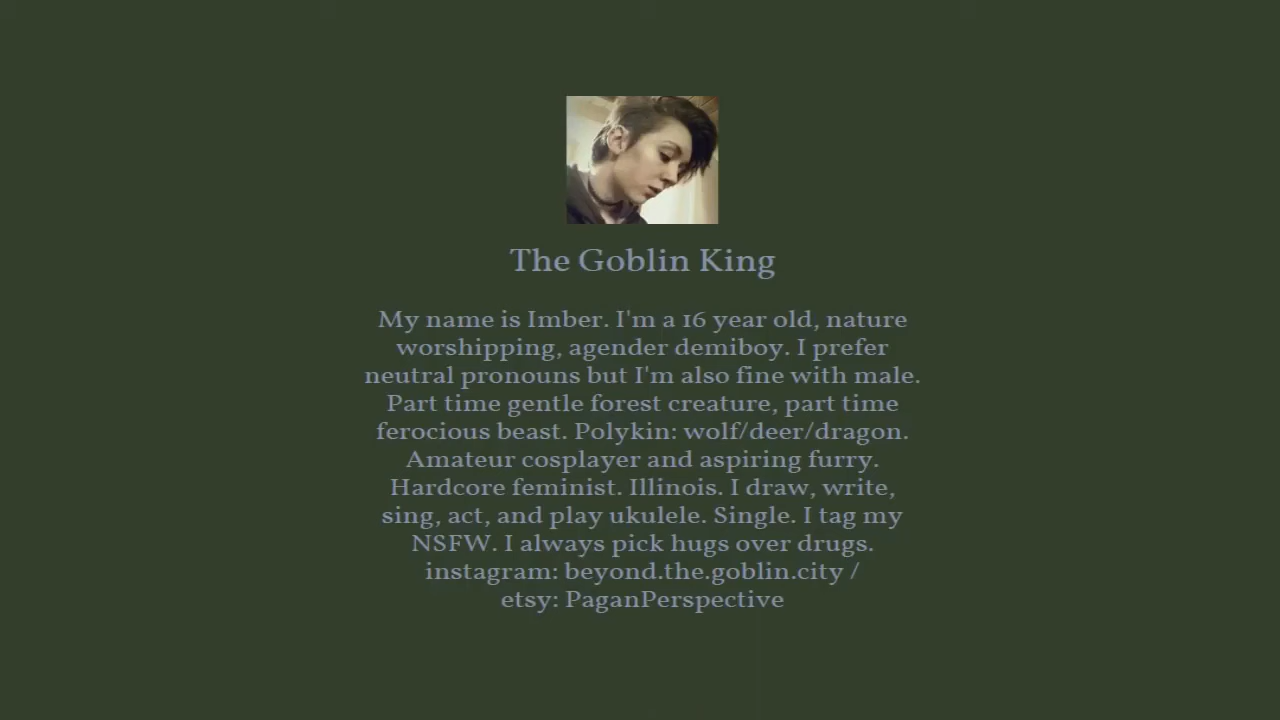 The Goblin King
My name is Imber. I'm a 16 year old, nature
worshipping, agender demiboy. I prefer
neutral pronouns but I'm also fine with male.
Part time gentle forest creature, part time
ferocious beast. Polykin: wolf/deer/dragon.
Amateur cosplayer and aspiring furry.
Hardcore feminist. Illinois. I draw, write,
sing, act, and play ukulele. Single. I tag my
NSFW. I always pick hugs over drugs.
instagram: beyond.the.goblin.city /
etsy: PaganPerspective